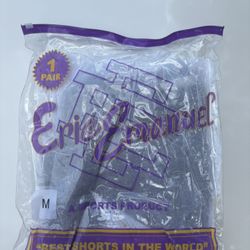 1
PAIR
Eric Emanuel
M
A SPORTS PRODUCT
"BEST SHORTS IN THE WORLD"